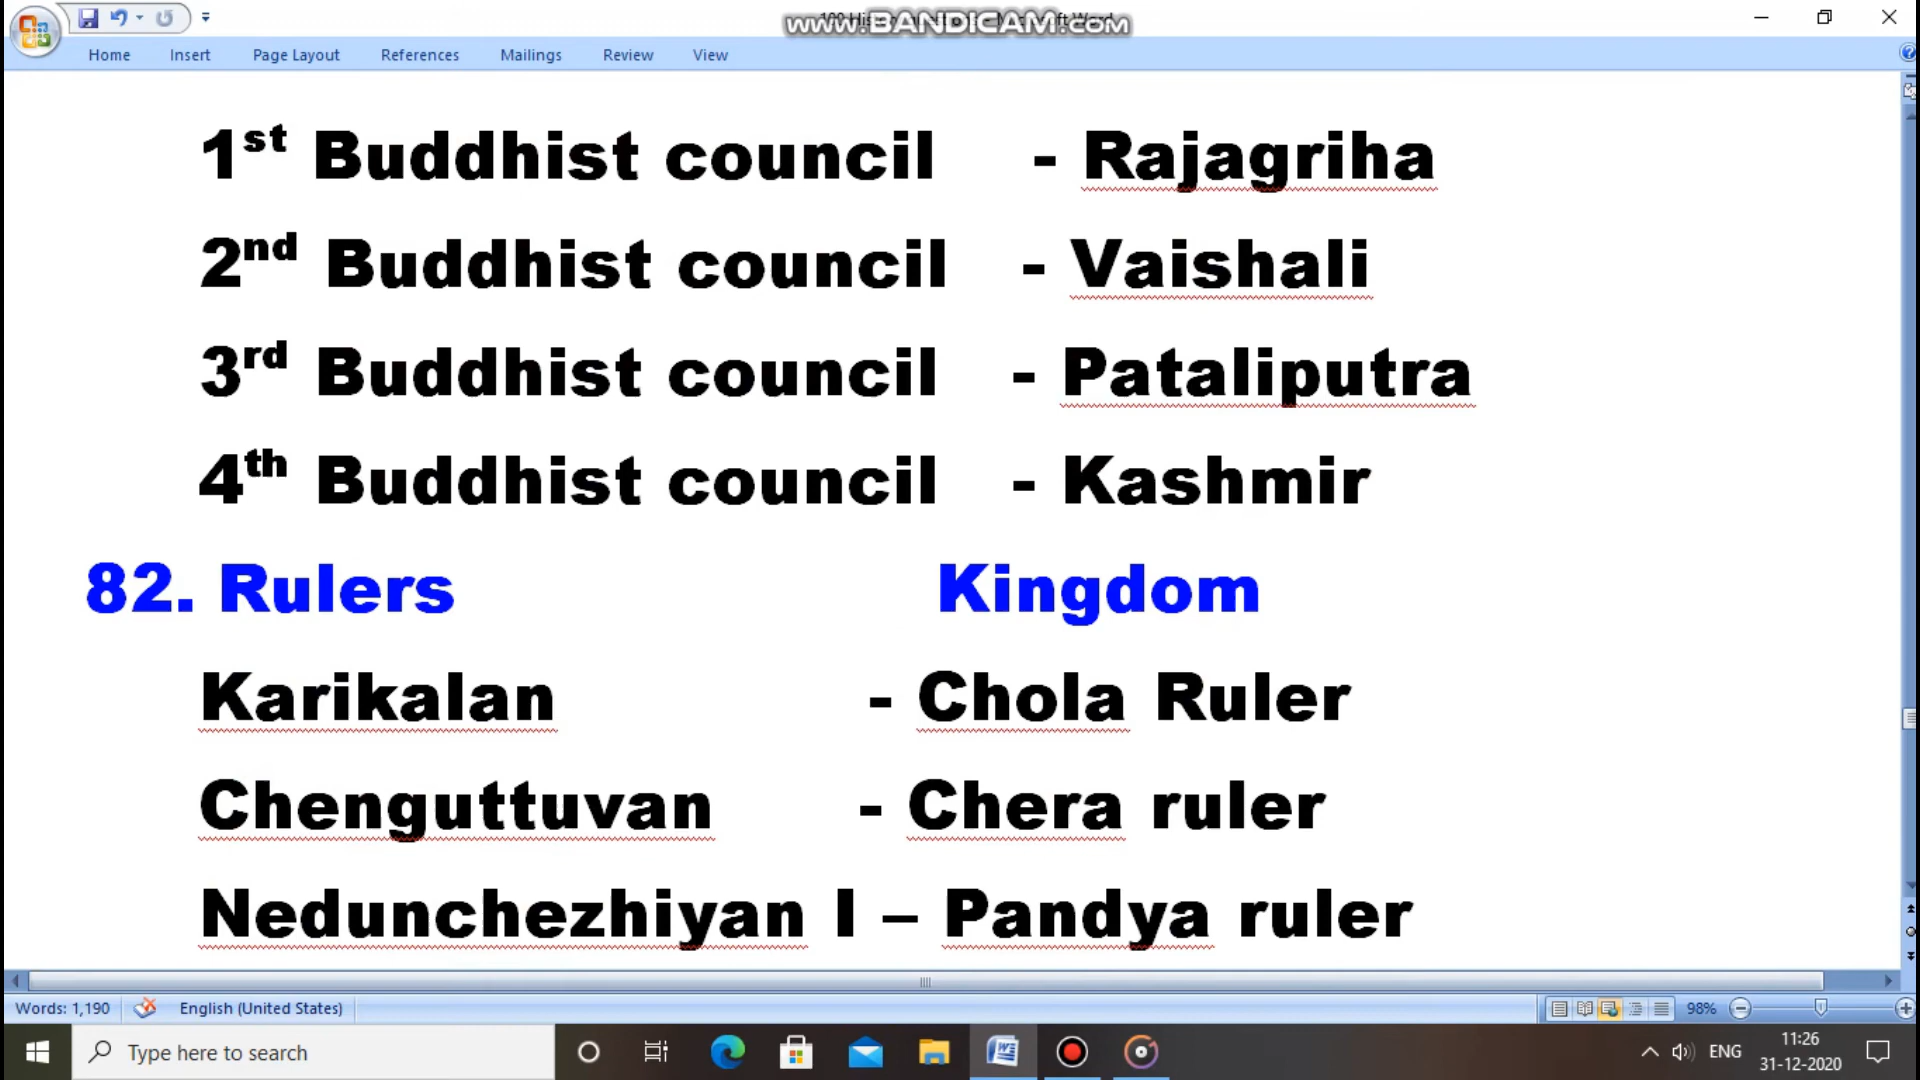 www.BANDICAM.com
Home Insert Page Layout References Mailings Review View
1st Buddhist council - Rajagriha
2nd Buddhist council - Vaishali
3rd Buddhist council - Pataliputra
4th Buddhist council - Kashmir
82. Rulers Kingdom
Karikalan - Chola Ruler
Chenguttuvan - Chera ruler
Nedunchezhiyan I – Pandya ruler
Words: 1,190 English (United States) 98%
Type here to search ENG 11:26
31-12-2020